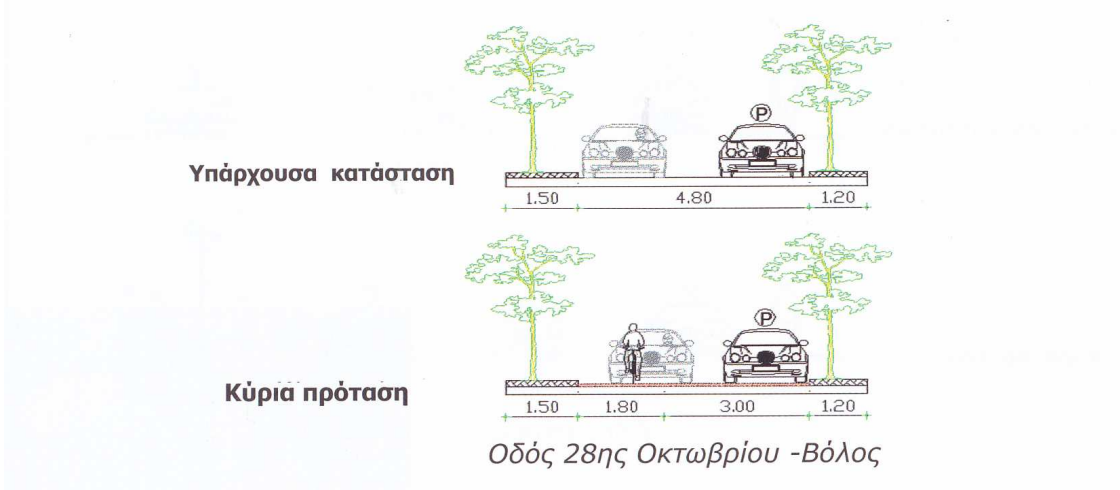 P
Υπάρχουσα κατάσταση
1.50 4.80 1.20
P
Κύρια πρόταση
1.50 1.80 3.00 1.20
Οδός 28ης Οκτωβρίου -Βόλος